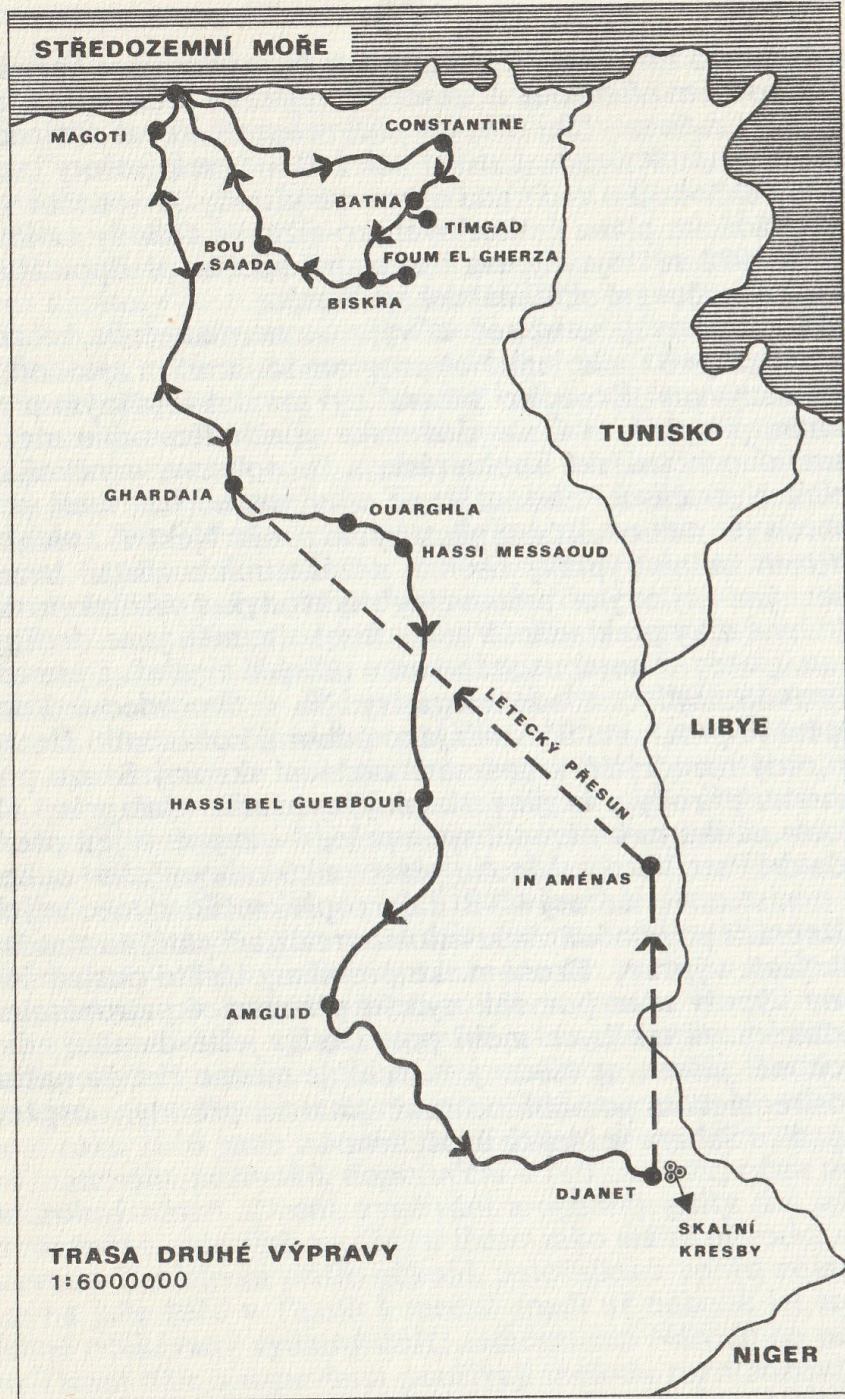 STŘEDOZEMNÍ MOŘE
MAGOTI
CONSTANTINE
BATNA
TIMGAD
BOU
SAADA
FOUM EL GHERZA
BISKRA
TUNISKO
GHARDAIA
OUARGHLA
HASSI MESSAOUD
LETECKÝ PŘESUN
LIBYE
HASSI BEL GUEBBOUR
IN AMÉNAS
AMGUID
DJANET
SKALNÍ
KRESBY
TRASA DRUHÉ VÝPRAVY
1:6000000
NIGER